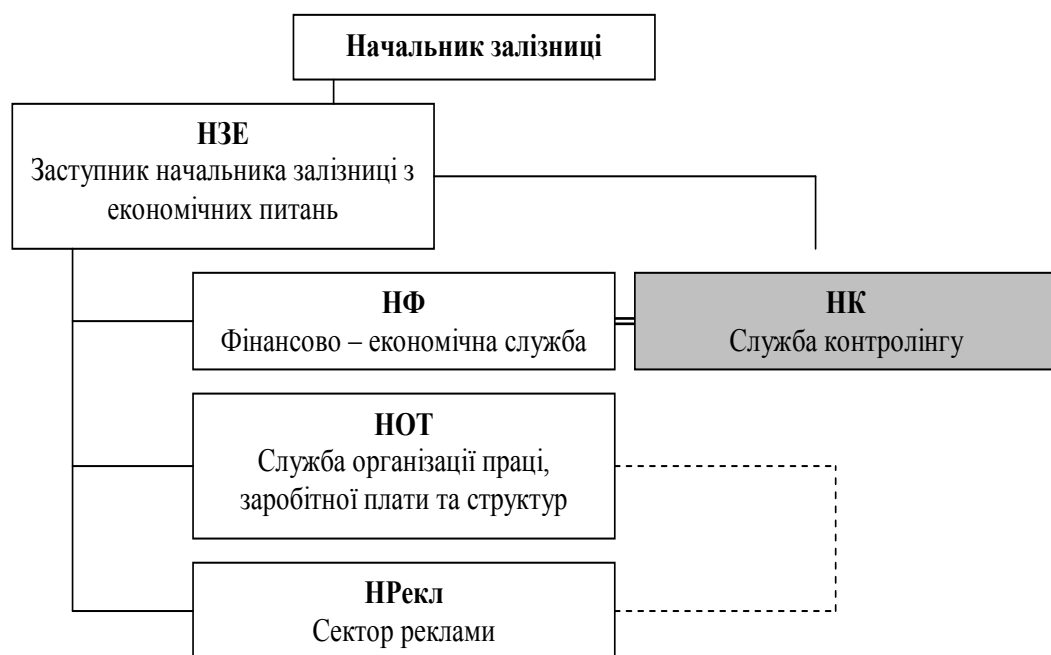 Начальник залізниці
НЗЕ
Заступник начальника залізниці з
економічних питань
НФ
Фінансово – економічна служба
НК
Служба контролінгу
НОТ
Служба організації праці,
заробітної плати та структур
НРекл
Сектор реклами